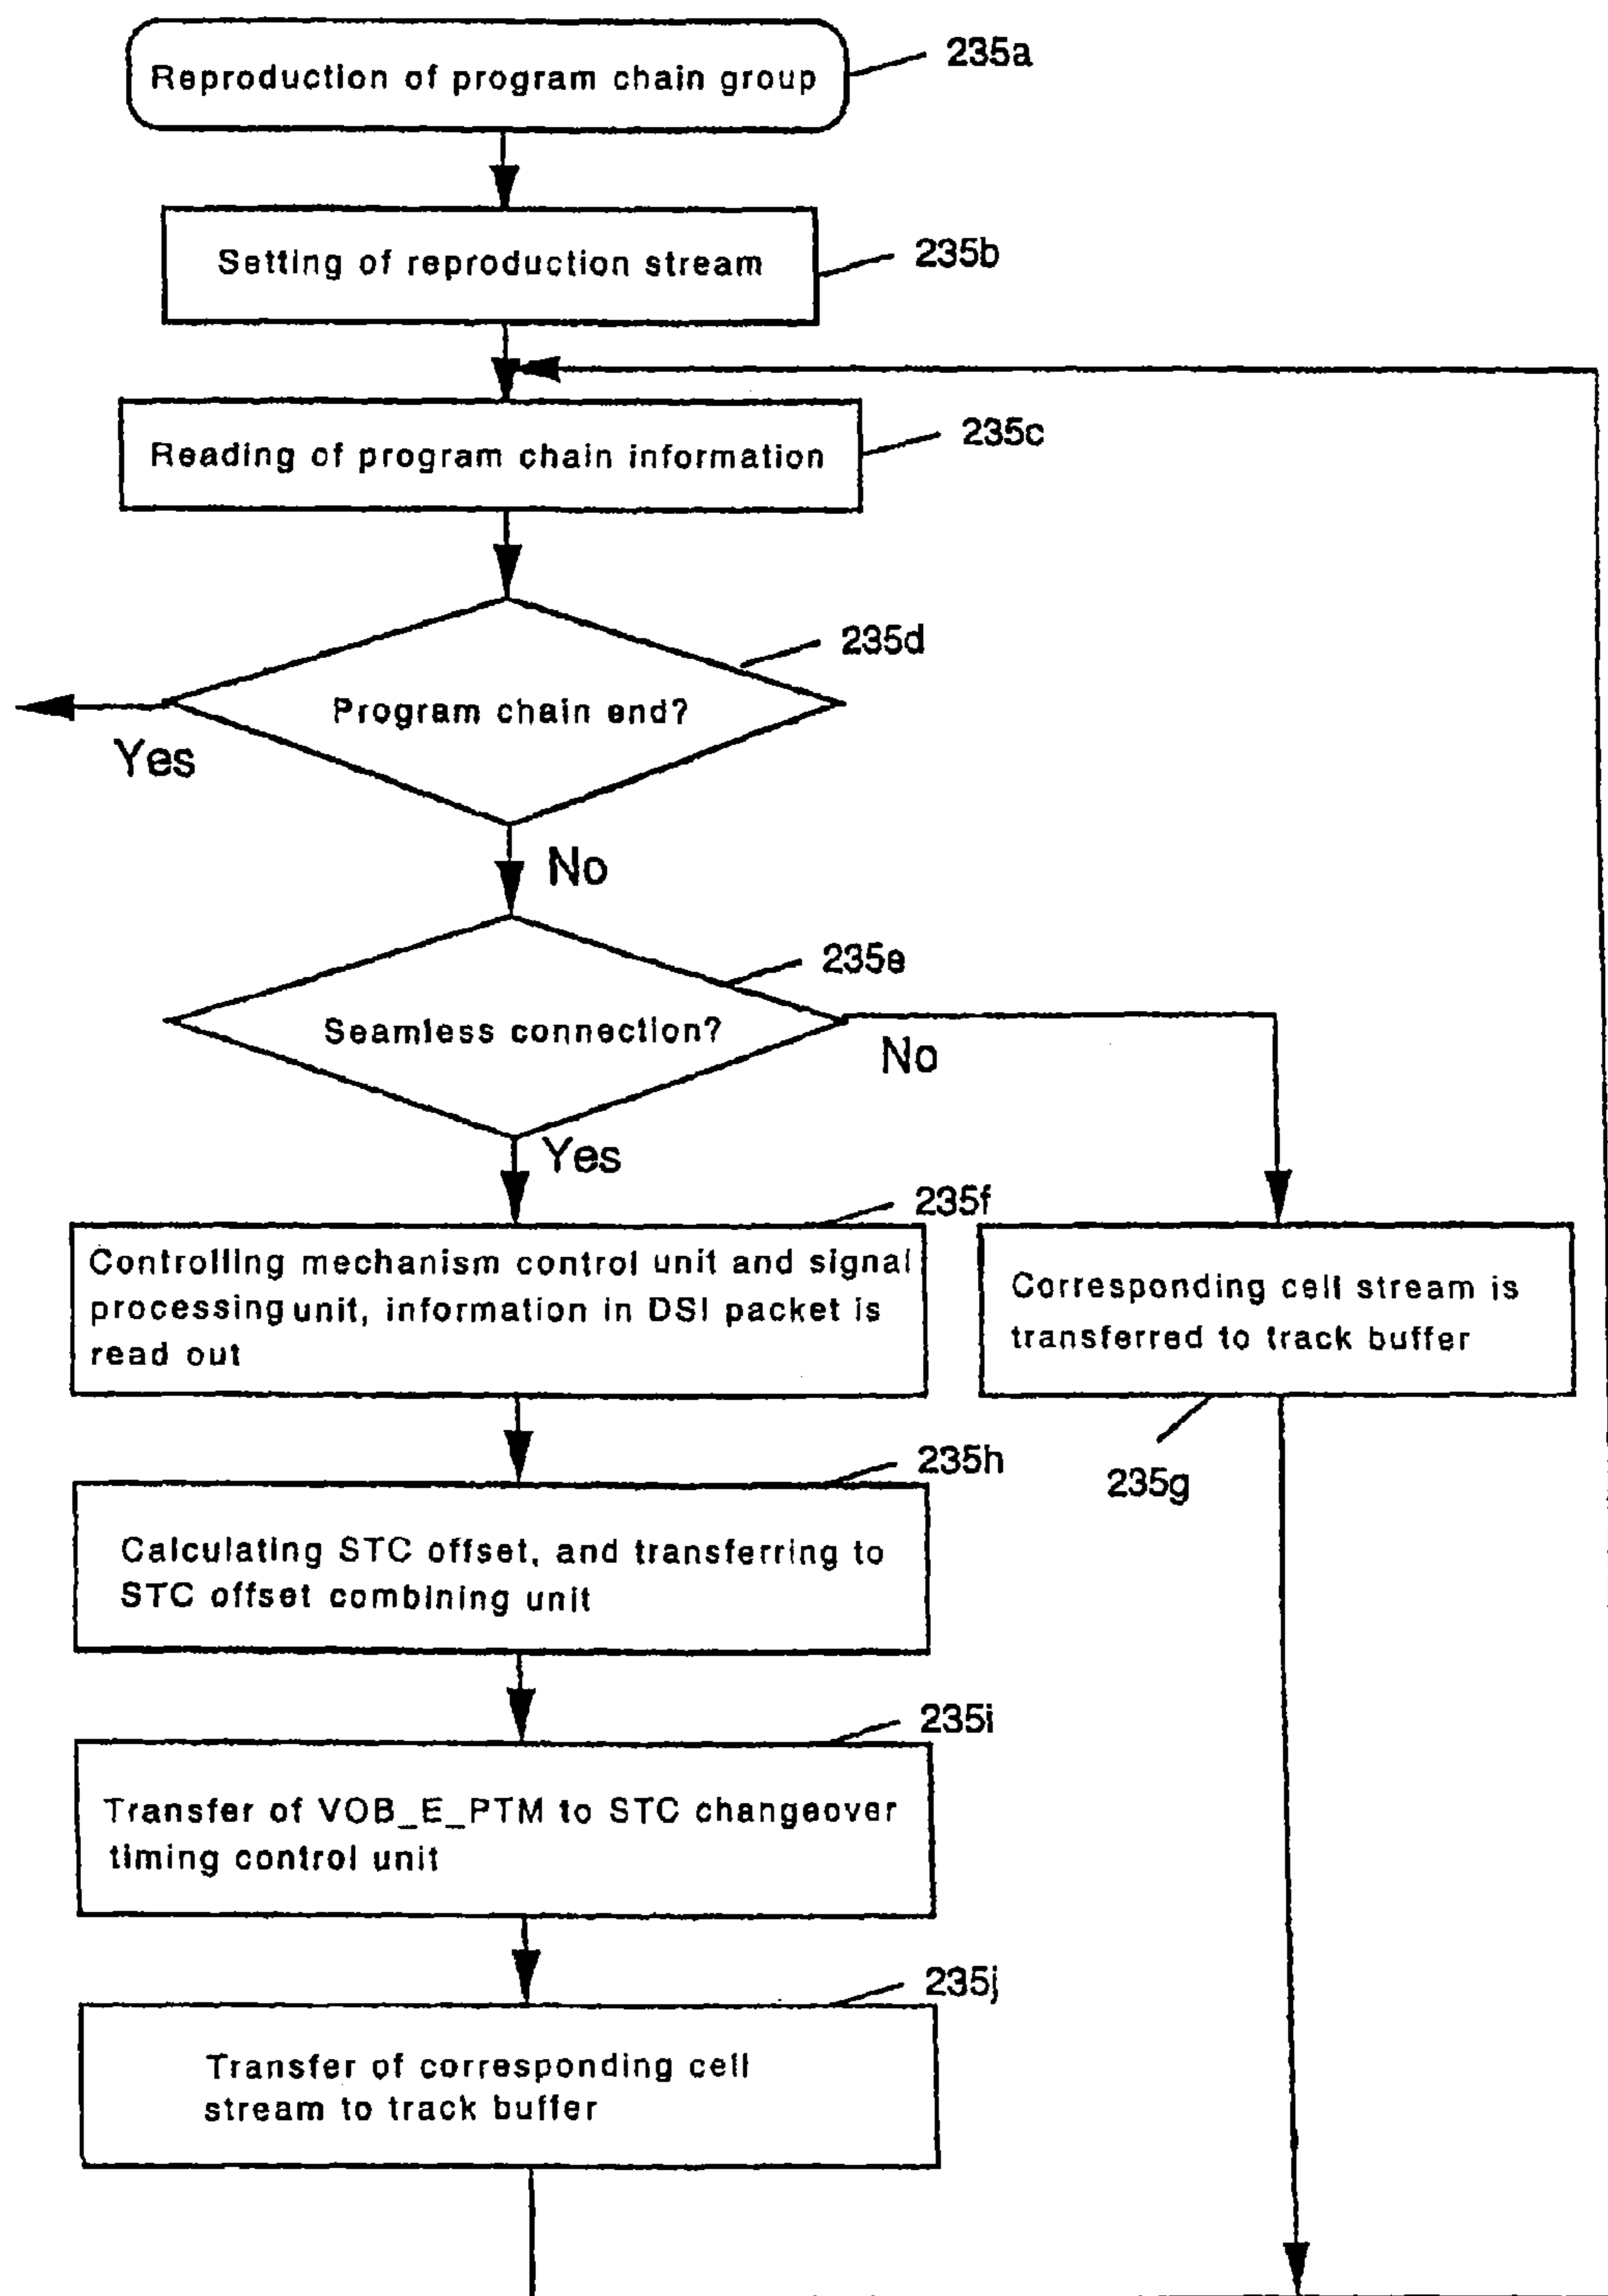 Reproduction of program chain group
235a
Setting of reproduction stream
235b
Reading of program chain information
235c
235d
Program chain end?
Yes
No
235e
Seamless connection?
No
Yes
235f
Controlling mechanism control unit and signal
processing unit, information in DSI packet is
read out
Corresponding cell stream is
transferred to track buffer
235g
235h
Calculating STC offset, and transferring to
STC offset combining unit
235i
Transfer of VOB_E_PTM to STC changeover
timing control unit
235j
Transfer of corresponding cell
stream to track buffer